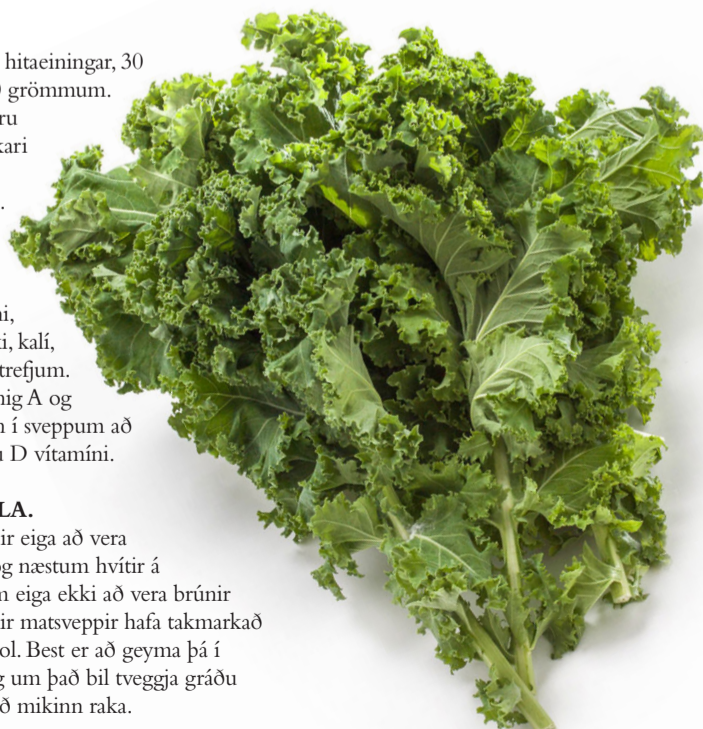 hitaeiningar, 30
grömmum.
ru
kari
.
ni,
i, kalí,
trefjum.
nig A og
n í sveppum að
u D vítamíni.
LA.
ir eiga að vera
og næstum hvítir á
n eiga ekki að vera brúnir
ir matsveppir hafa takmarkað
ol. Best er að geyma þá í
g um það bil tveggja gráðu
ð mikinn raka.